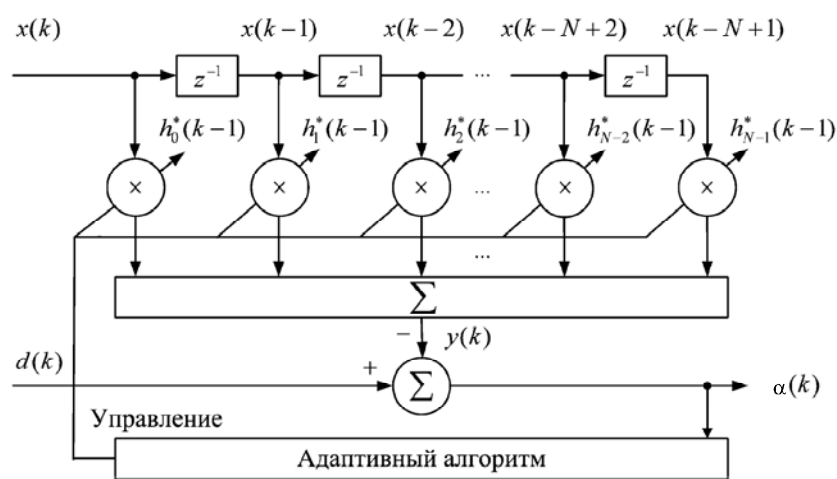 x(k) x(k−1) x(k−2) x(k−N+2) x(k−N+1)
z⁻¹ z⁻¹ ... z⁻¹
h₀*(k−1) h₁*(k−1) h₂*(k−1) h*_{N−2}(k−1) h*_{N−1}(k−1)
× × × ... × ×
...
Σ
− y(k)
d(k) + Σ α(k)
Управление
Адаптивный алгоритм